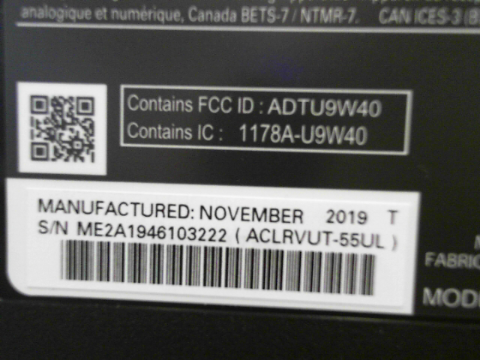 analogique et numérique, Canada BETS-7 / NTMR-7. CAN ICES-3 (B
Contains FCC ID : ADTU9W40
Contains IC : 1178A-U9W40
MANUFACTURED: NOVEMBER 2019 T
S/N ME2A1946103222 ( ACLRVUT-55UL )
FABRIC
MOD